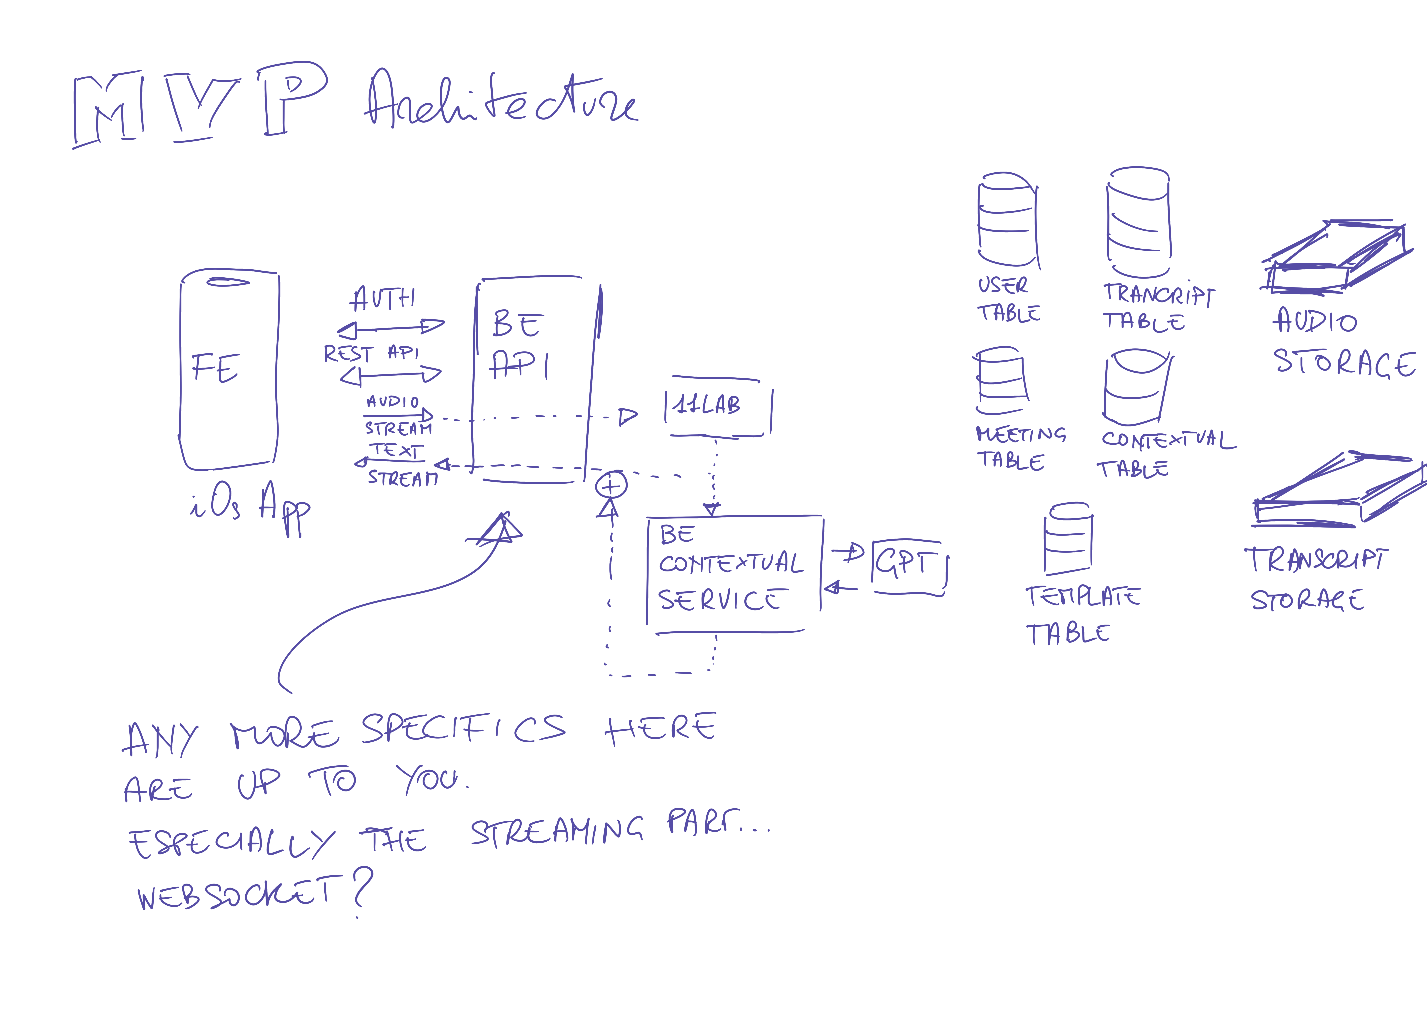 MVP Architecture
FE
iOs App
AUTH
REST API
AUDIO
STREAM
TEXT
STREAM
BE
API
11LAB
+
BE
CONTEXTUAL
SERVICE
GPT
USER
TABLE
TRANCRIPT
TABLE
AUDIO
STORAGE
MEETING
TABLE
CONTEXTUAL
TABLE
TEMPLATE
TABLE
TRANSCRIPT
STORAGE
ANY MORE SPECIFICS HERE
ARE UP TO YOU.
ESPECIALLY THE STREAMING PART...
WEBSOCKET?